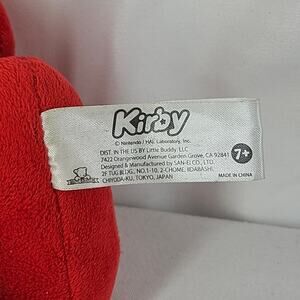 Kirby
© Nintendo / HAL Laboratory, Inc.
DIST. IN THE US BY Little Buddy, LLC
7422 Orangewood Avenue Garden Grove, CA 92841
Designed & Manufactured by SAN-EI CO., LTD.
2F TUG BLDG., NO.1-10, 2-CHOME, IIDABASHI,
CHIYODA-KU, TOKYO, JAPAN
7+
MADE IN CHINA